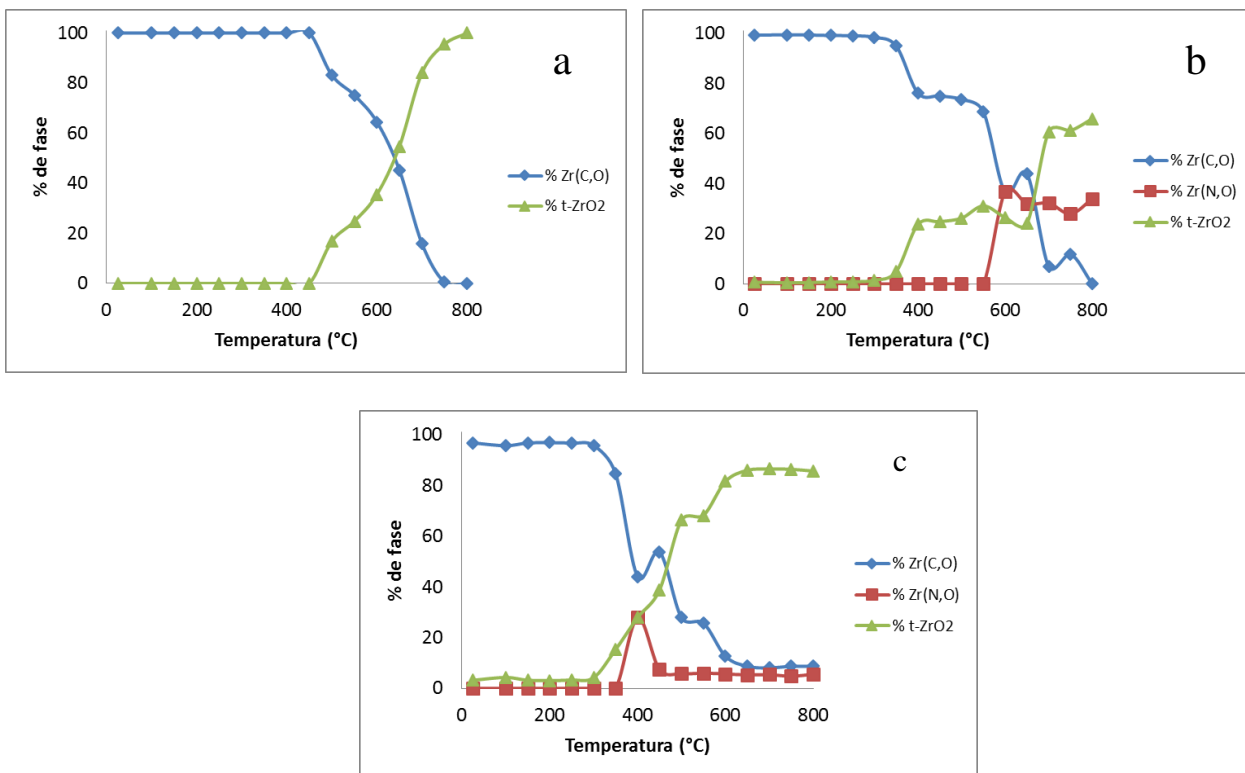 a
100
80
60
40
20
0
% de fase
0 200 400 600 800
Temperatura (°C)
% Zr(C,O)
% t-ZrO2
b
100
80
60
40
20
0
% de fase
0 200 400 600 800
Temperatura (°C)
% Zr(C,O)
% Zr(N,O)
% t-ZrO2
c
100
80
60
40
20
0
% de fase
0 200 400 600 800
Temperatura (°C)
% Zr(C,O)
% Zr(N,O)
% t-ZrO2